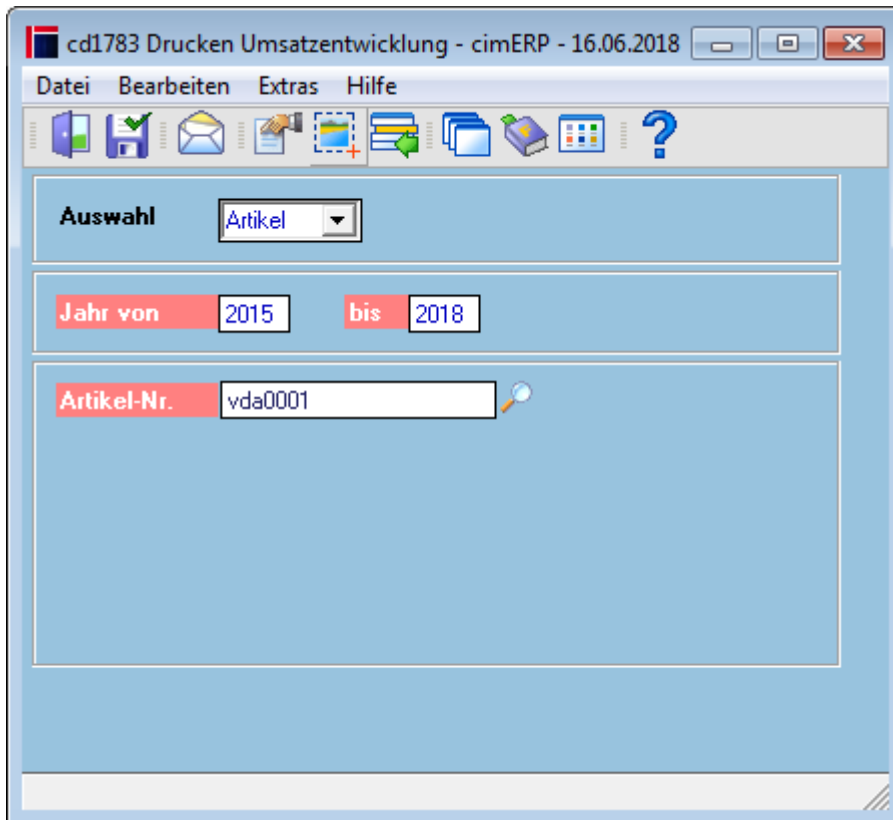 cd1783 Drucken Umsatzentwicklung - cimERP - 16.06.2018
Datei Bearbeiten Extras Hilfe
Auswahl Artikel
Jahr von 2015 bis 2018
Artikel-Nr. vda0001